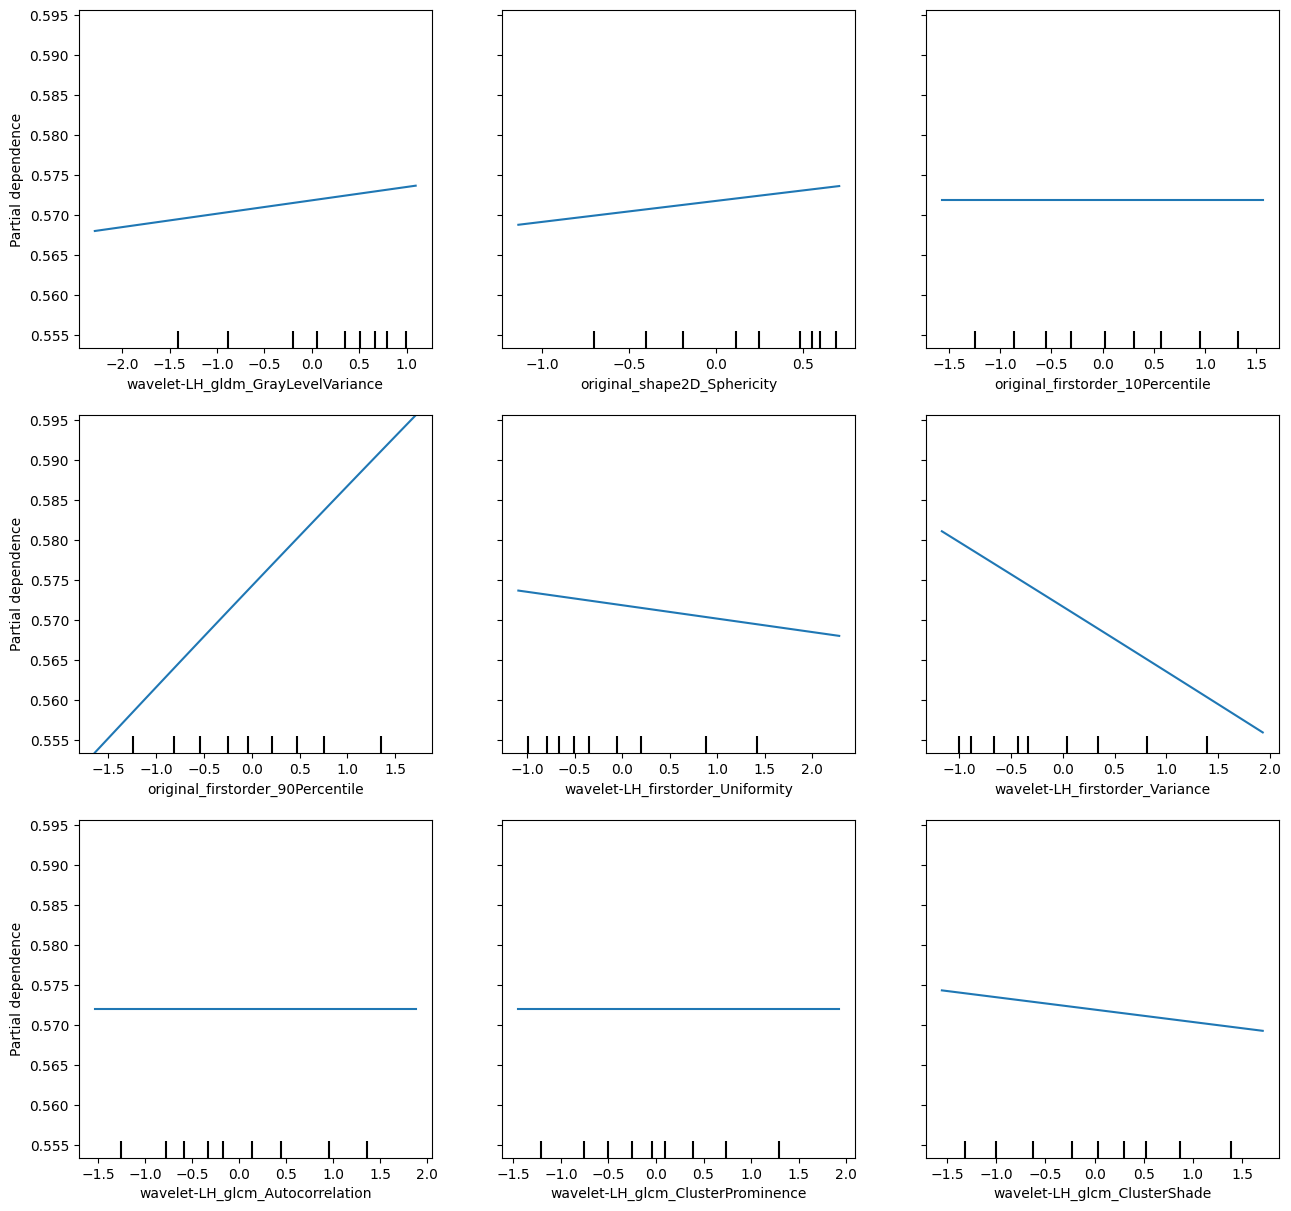 0.595
0.590
0.585
0.580
0.575
0.570
0.565
0.560
0.555
Partial dependence
−2.0 −1.5 −1.0 −0.5 0.0 0.5 1.0
wavelet-LH_gldm_GrayLevelVariance
−1.0 −0.5 0.0 0.5
original_shape2D_Sphericity
−1.5 −1.0 −0.5 0.0 0.5 1.0 1.5
original_firstorder_10Percentile
0.595
0.590
0.585
0.580
0.575
0.570
0.565
0.560
0.555
Partial dependence
−1.5 −1.0 −0.5 0.0 0.5 1.0 1.5
original_firstorder_90Percentile
−1.0 −0.5 0.0 0.5 1.0 1.5 2.0
wavelet-LH_firstorder_Uniformity
−1.0 −0.5 0.0 0.5 1.0 1.5 2.0
wavelet-LH_firstorder_Variance
0.595
0.590
0.585
0.580
0.575
0.570
0.565
0.560
0.555
Partial dependence
−1.5 −1.0 −0.5 0.0 0.5 1.0 1.5 2.0
wavelet-LH_glcm_Autocorrelation
−1.5 −1.0 −0.5 0.0 0.5 1.0 1.5 2.0
wavelet-LH_glcm_ClusterProminence
−1.5 −1.0 −0.5 0.0 0.5 1.0 1.5
wavelet-LH_glcm_ClusterShade